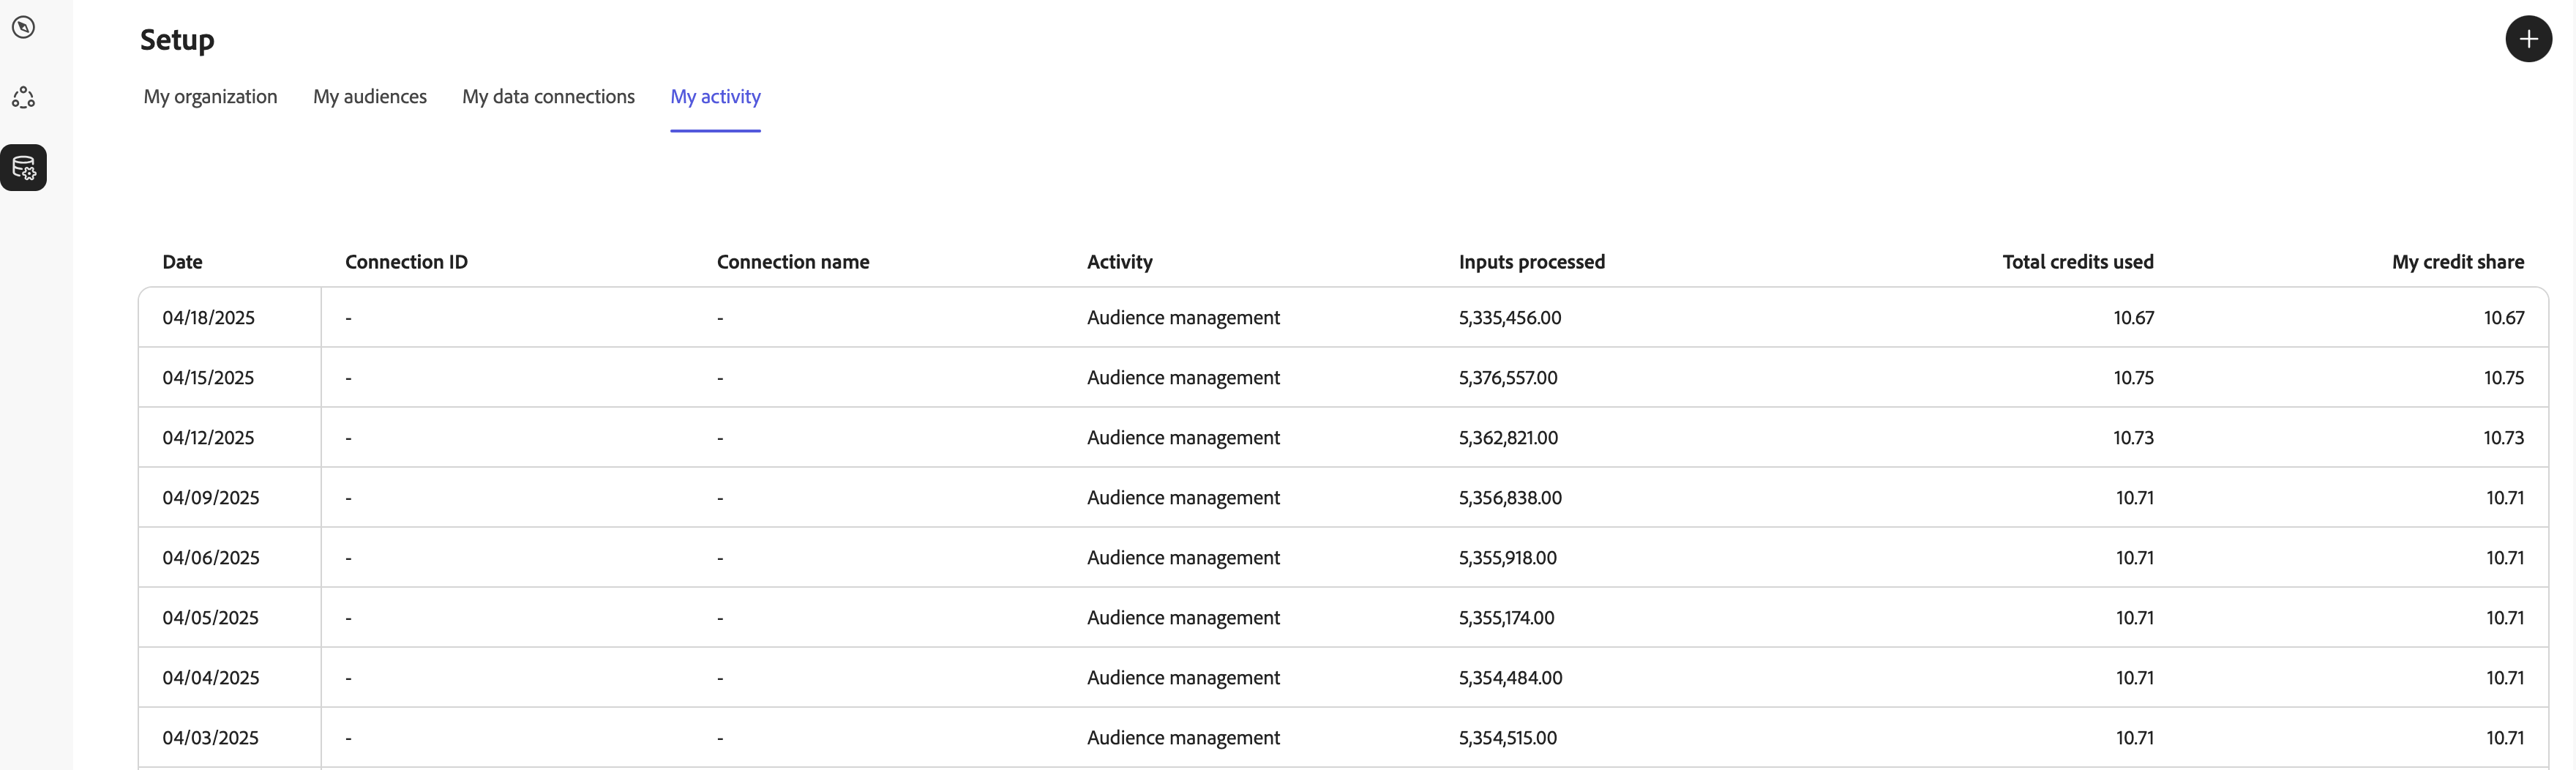 Setup
My organization My audiences My data connections My activity
Date Connection ID Connection name Activity Inputs processed Total credits used My credit share
04/18/2025 - - Audience management 5,335,456.00 10.67 10.67
04/15/2025 - - Audience management 5,376,557.00 10.75 10.75
04/12/2025 - - Audience management 5,362,821.00 10.73 10.73
04/09/2025 - - Audience management 5,356,838.00 10.71 10.71
04/06/2025 - - Audience management 5,355,918.00 10.71 10.71
04/05/2025 - - Audience management 5,355,174.00 10.71 10.71
04/04/2025 - - Audience management 5,354,484.00 10.71 10.71
04/03/2025 - - Audience management 5,354,515.00 10.71 10.71